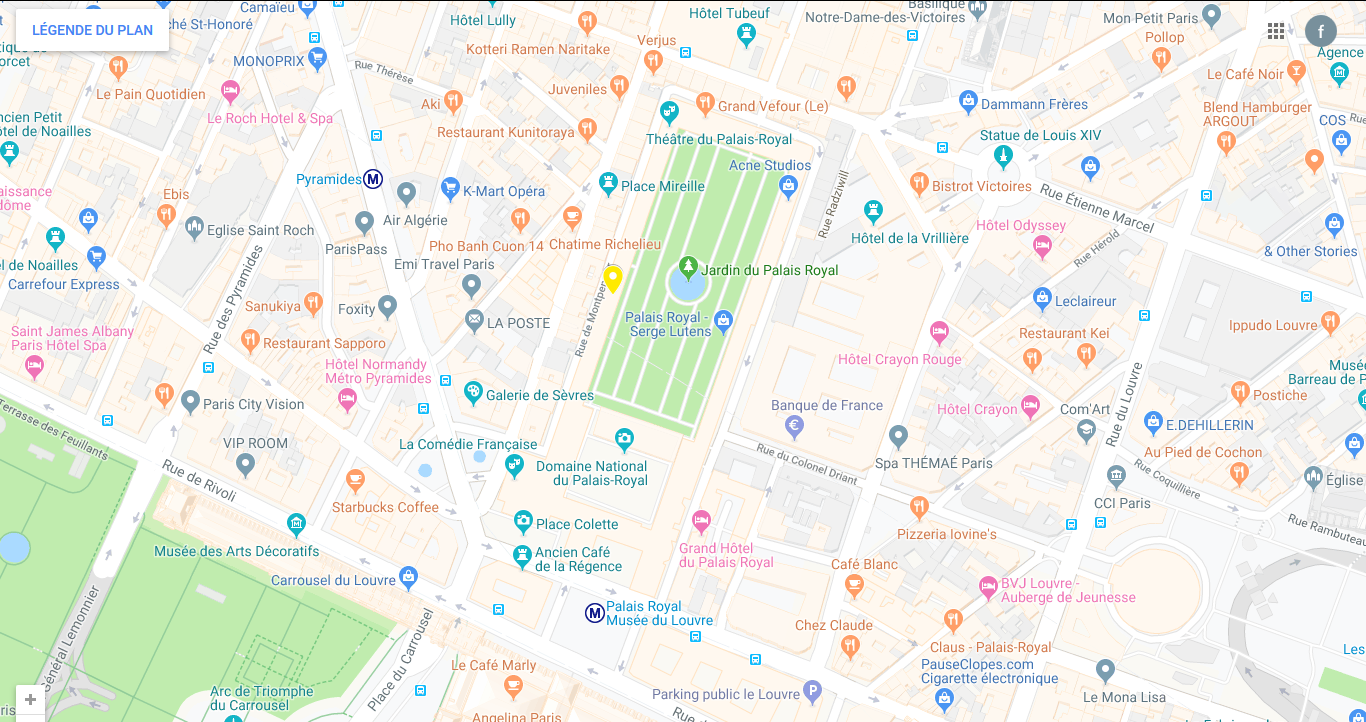 LÉGENDE DU PLAN
Camaïeu
ché St-Honoré
Hôtel Lully
Hôtel Tubeuf
Basilique
Notre-Dame-des-Victoires
Mon Petit Paris
Pollop
f
Agence
Verjus
Kotteri Ramen Naritake
MONOPRIX
Rue Thérèse
Le Pain Quotidien
Juveniles
Le Café Noir
Le Roch Hotel & Spa
Aki
Grand Vefour (Le)
Dammann Frères
Blend Hamburger
ARGOUT
COS
Restaurant Kunitoraya
Théâtre du Palais-Royal
Statue de Louis XIV
ncien Petit
ôtel de Noailles
Acne Studios
Pyramides
M
K-Mart Opéra
Place Mireille
Bistrot Victoires
Rue Étienne Marcel
Rue Radziwill
aissance
dôme
Ebis
Air Algérie
Eglise Saint Roch
ParisPass
Pho Banh Cuon 14
Chatime Richelieu
Hôtel de la Vrillière
Hôtel Odyssey
Rue Herold
& Other Stories
el de Noailles
Carrefour Express
Emi Travel Paris
Jardin du Palais Royal
Rue des Pyramides
Sanukiya
Foxity
LA POSTE
Rue de Montpen
Palais Royal -
Serge Lutens
Leclaireur
Ippudo Louvre
Saint James Albany
Paris Hôtel Spa
Restaurant Sapporo
Restaurant Kei
Hôtel Crayon Rouge
Hôtel Normandy
Métro Pyramides
Musée
Barreau de P
Rue du Louvre
Galerie de Sèvres
Paris City Vision
Banque de France
€
Hôtel Crayon
Com'Art
Postiche
Terrasse des Feuillants
VIP ROOM
La Comédie Française
E.DEHILLERIN
Au Pied de Cochon
Rue du Colonel Driant
Spa THÉMAÉ Paris
Rue de Rivoli
Domaine National
du Palais-Royal
Rue Coquillière
Église
CCI Paris
Starbucks Coffee
Place Colette
Pizzeria Iovine's
Rue Rambuteau
Musée des Arts Décoratifs
Ancien Café
de la Régence
Grand Hôtel
du Palais Royal
Café Blanc
Carrousel du Louvre
BVJ Louvre -
Auberge de Jeunesse
Général Lemonnier
M
Palais Royal
Musée du Louvre
Chez Claude
Claus - Palais-Royal
Place du Carrousel
Le Café Marly
PauseClopes.com
Cigarette électronique
Les
Arc de Triomphe
du Carrousel
Parking public le Louvre
P
Le Mona Lisa
+
Angelina Paris
Rue de